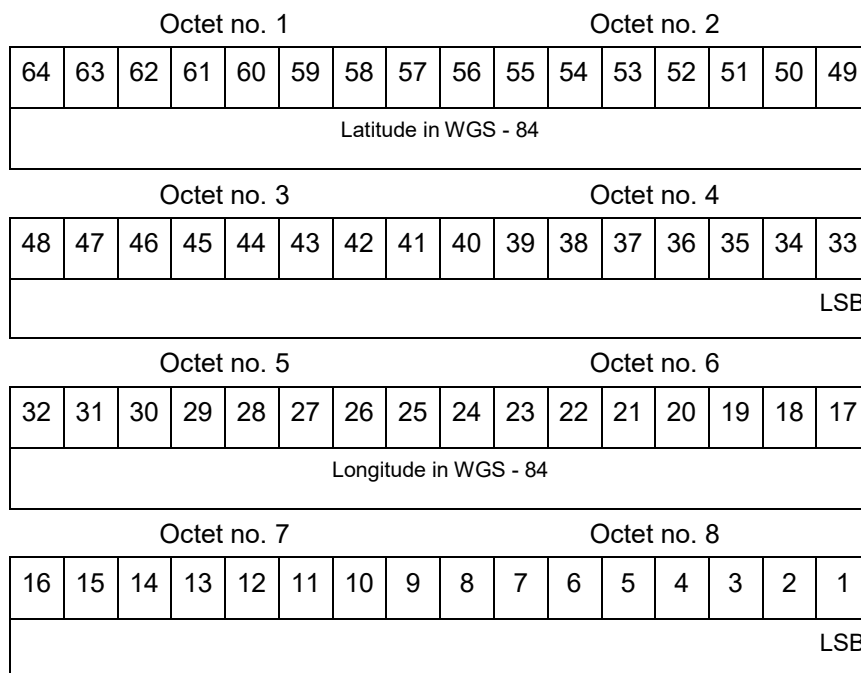 Octet no. 1 Octet no. 2
64 63 62 61 60 59 58 57 56 55 54 53 52 51 50 49
Latitude in WGS - 84
Octet no. 3 Octet no. 4
48 47 46 45 44 43 42 41 40 39 38 37 36 35 34 33
LSB
Octet no. 5 Octet no. 6
32 31 30 29 28 27 26 25 24 23 22 21 20 19 18 17
Longitude in WGS - 84
Octet no. 7 Octet no. 8
16 15 14 13 12 11 10 9 8 7 6 5 4 3 2 1
LSB